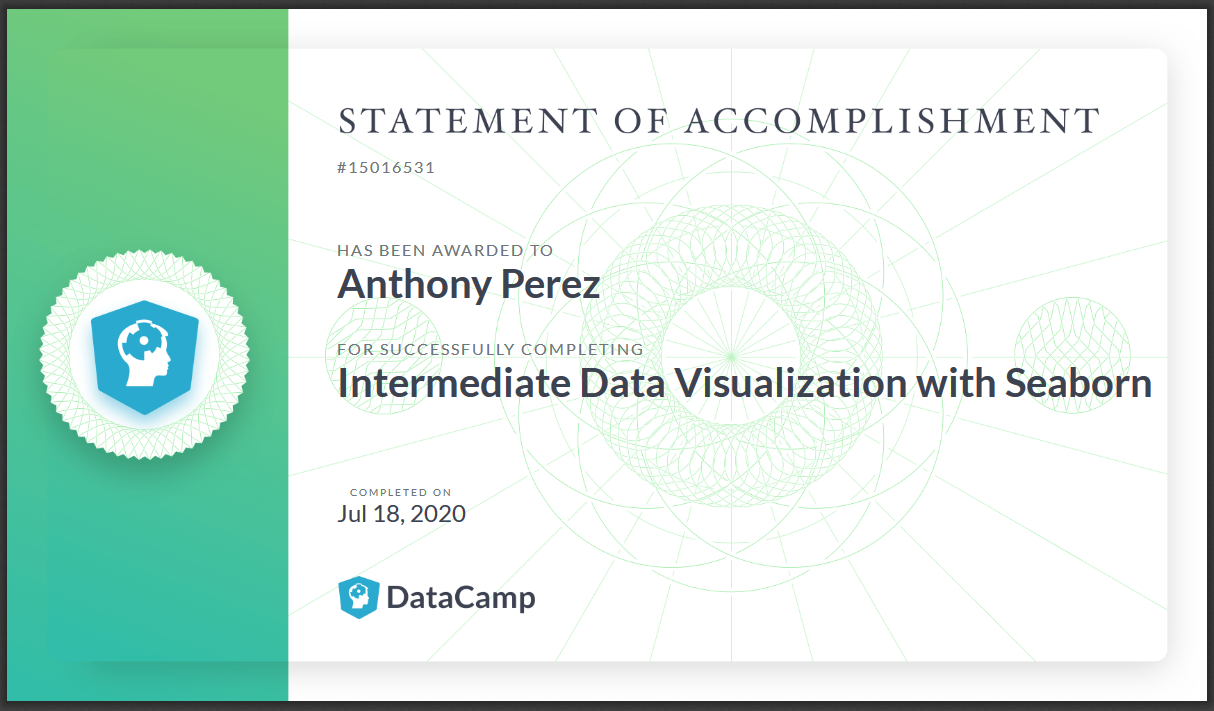 STATEMENT OF ACCOMPLISHMENT
#15016531
HAS BEEN AWARDED TO
Anthony Perez
FOR SUCCESSFULLY COMPLETING
Intermediate Data Visualization with Seaborn
COMPLETED ON
Jul 18, 2020
DataCamp